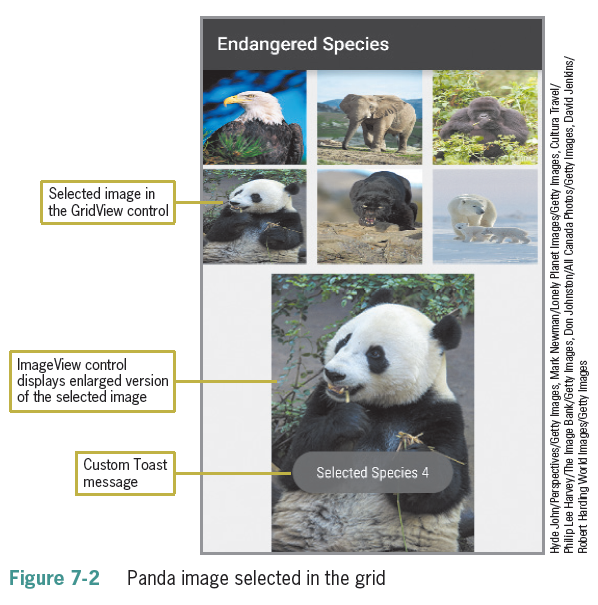 Endangered Species
Selected image in
the GridView control
ImageView control
displays enlarged version
of the selected image
Custom Toast
message
Selected Species 4
Hyde John/Perspectives/Getty Images, Mark Newman/Lonely Planet Images/Getty Images, Cultura Travel/
Philip Lee Harvey/The Image Bank/Getty Images, Don Johnston/All Canada Photos/Getty Images, David Jenkins/
Robert Harding World Images/Getty Images
Figure 7-2 Panda image selected in the grid